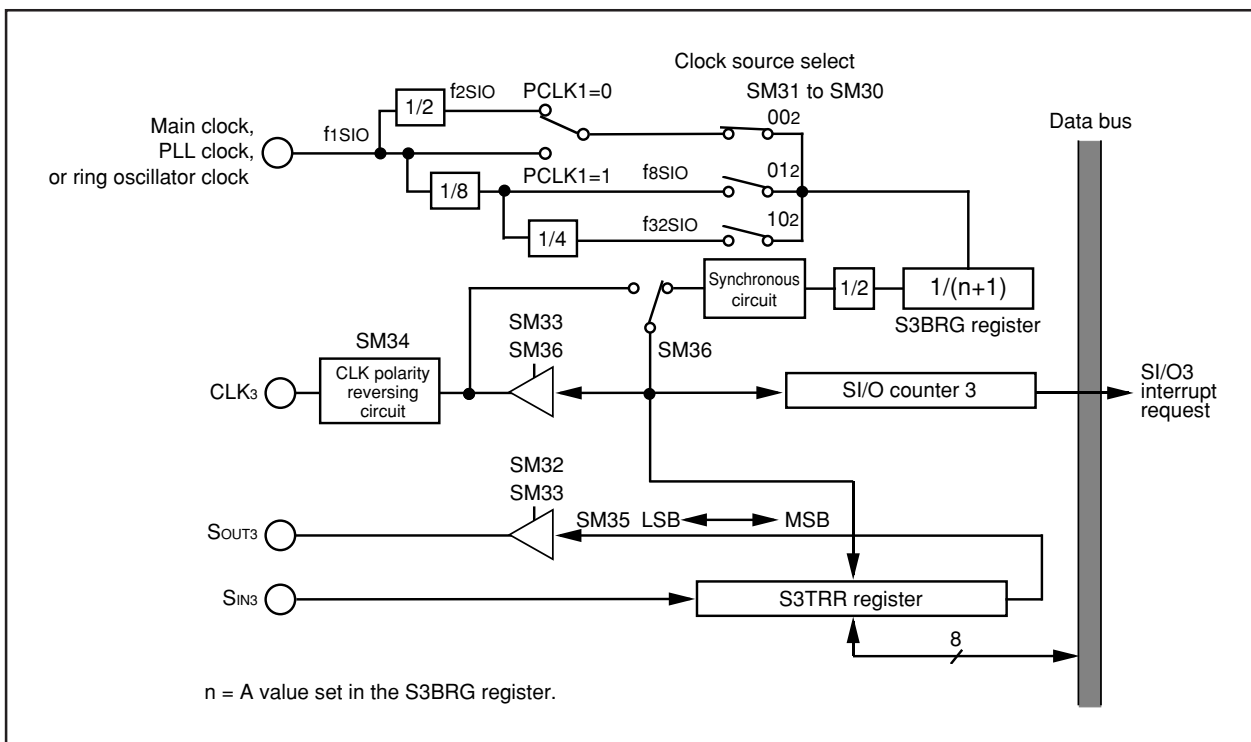 Clock source select
SM31 to SM30
f2SIO
PCLK1=0
1/2
002
Main clock,
PLL clock,
or ring oscillator clock
f1SIO
Data bus
PCLK1=1
f8SIO
012
1/8
f32SIO
102
1/4
Synchronous
circuit
1/2
1/(n+1)
S3BRG register
SM33
SM36
SM36
SM34
CLK polarity
reversing
circuit
CLK3
SI/O counter 3
SI/O3
interrupt
request
SM32
SM33
SM35 LSB MSB
SOUT3
SIN3
S3TRR register
8
n = A value set in the S3BRG register.